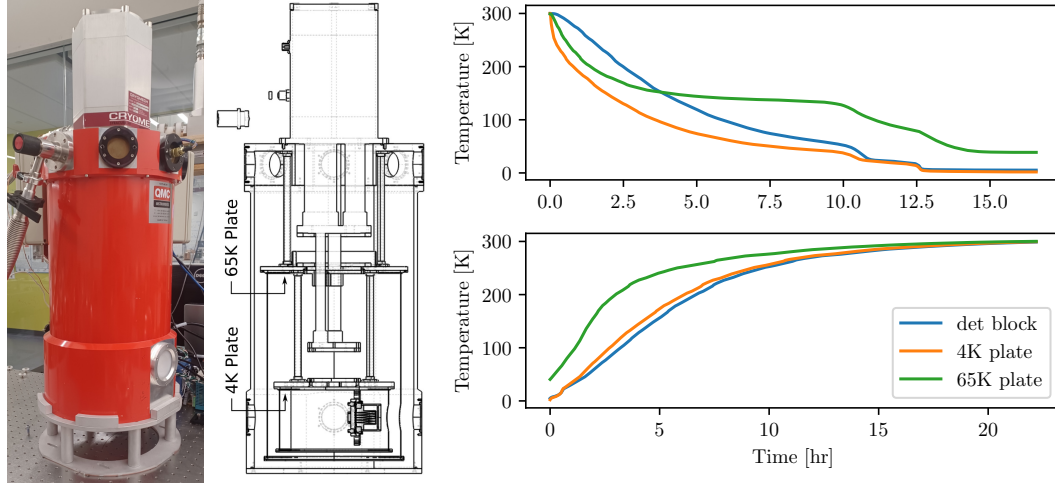 CRYOME
QMC
65K Plate
4K Plate
Temperature [K]
300
200
100
0
0.0
2.5
5.0
7.5
10.0
12.5
15.0
Temperature [K]
300
200
100
0
0
5
10
15
20
Time [hr]
det block
4K plate
65K plate